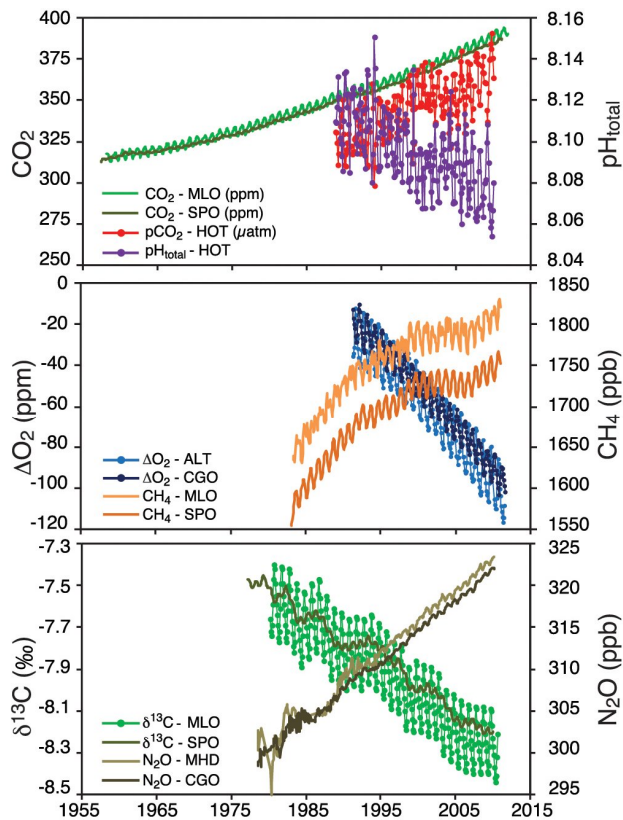 400
375
350
325
300
275
250
CO₂
8.16
8.14
8.12
8.10
8.08
8.06
8.04
pHtotal
CO₂ - MLO (ppm)
CO₂ - SPO (ppm)
pCO₂ - HOT (µatm)
pHtotal - HOT
0
-20
-40
-60
-80
-100
-120
ΔO₂ (ppm)
1850
1800
1750
1700
1650
1600
1550
CH₄ (ppb)
ΔO₂ - ALT
ΔO₂ - CGO
CH₄ - MLO
CH₄ - SPO
-7.3
-7.5
-7.7
-7.9
-8.1
-8.3
-8.5
δ¹³C (‰)
325
320
315
310
305
300
295
N₂O (ppb)
δ¹³C - MLO
δ¹³C - SPO
N₂O - MHD
N₂O - CGO
1955 1965 1975 1985 1995 2005 2015